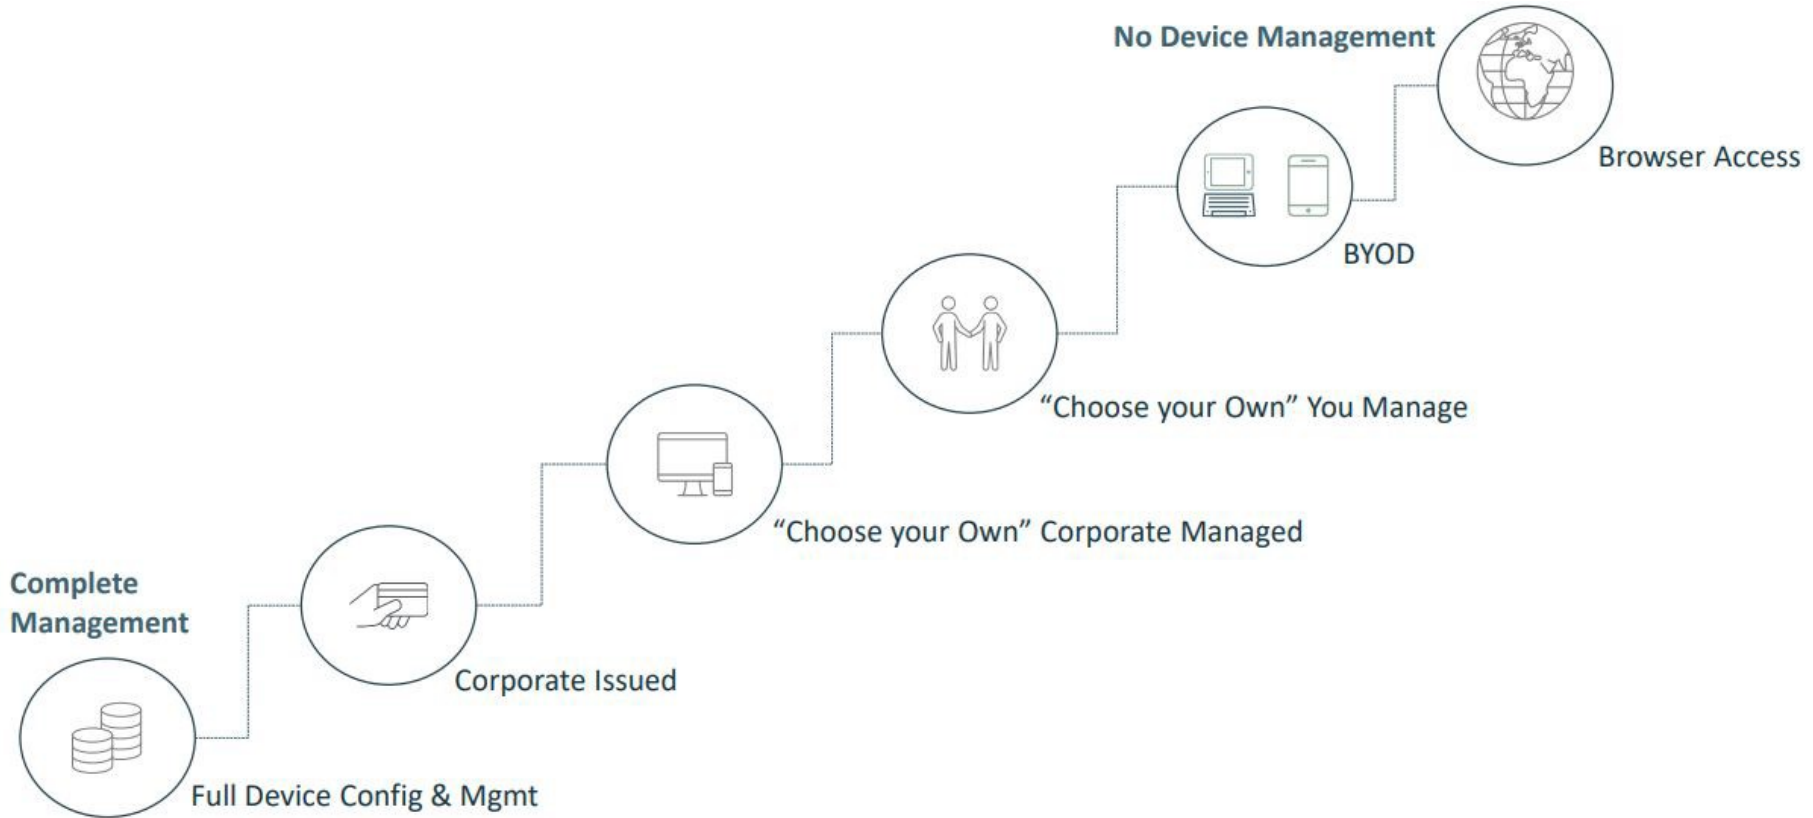 No Device Management
Browser Access
BYOD
“Choose your Own” You Manage
“Choose your Own” Corporate Managed
Complete
Management
Corporate Issued
Full Device Config & Mgmt